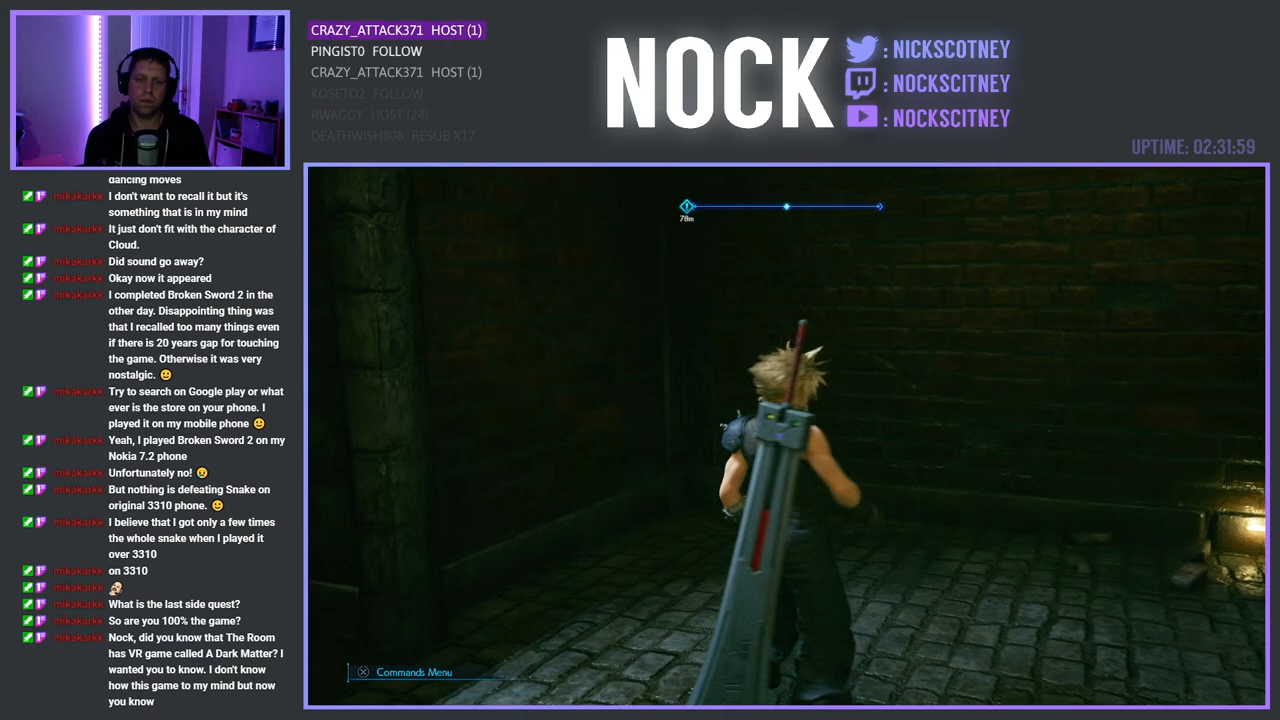 CRAZY_ATTACK371 HOST (1)
PINGIST0 FOLLOW
CRAZY_ATTACK371 HOST (1)
KOSETO2 FOLLOW
RWAGGY HOST (24)
DEATHWISH808 RESUB X17
NOCK
: NICKSCOTNEY
: NOCKSCITNEY
: NOCKSCITNEY
UPTIME: 02:31:59
dancing moves
mikakarkk I don't want to recall it but it's
something that is in my mind
mikakarkk It just don't fit with the character of
Cloud.
mikakarkk Did sound go away?
mikakarkk Okay now it appeared
mikakarkk I completed Broken Sword 2 in the
other day. Disappointing thing was
that I recalled too many things even
if there is 20 years gap for touching
the game. Otherwise it was very
nostalgic. 🙂
mikakarkk Try to search on Google play or what
ever is the store on your phone. I
played it on my mobile phone 🙂
mikakarkk Yeah, I played Broken Sword 2 on my
Nokia 7.2 phone
mikakarkk Unfortunately no! 😢
mikakarkk But nothing is defeating Snake on
original 3310 phone. 🙂
mikakarkk I believe that I got only a few times
the whole snake when I played it
over 3310
mikakarkk on 3310
mikakarkk
mikakarkk What is the last side quest?
mikakarkk So are you 100% the game?
mikakarkk Nock, did you know that The Room
has VR game called A Dark Matter? I
wanted you to know. I don't know
how this game to my mind but now
you know
78m
Commands Menu